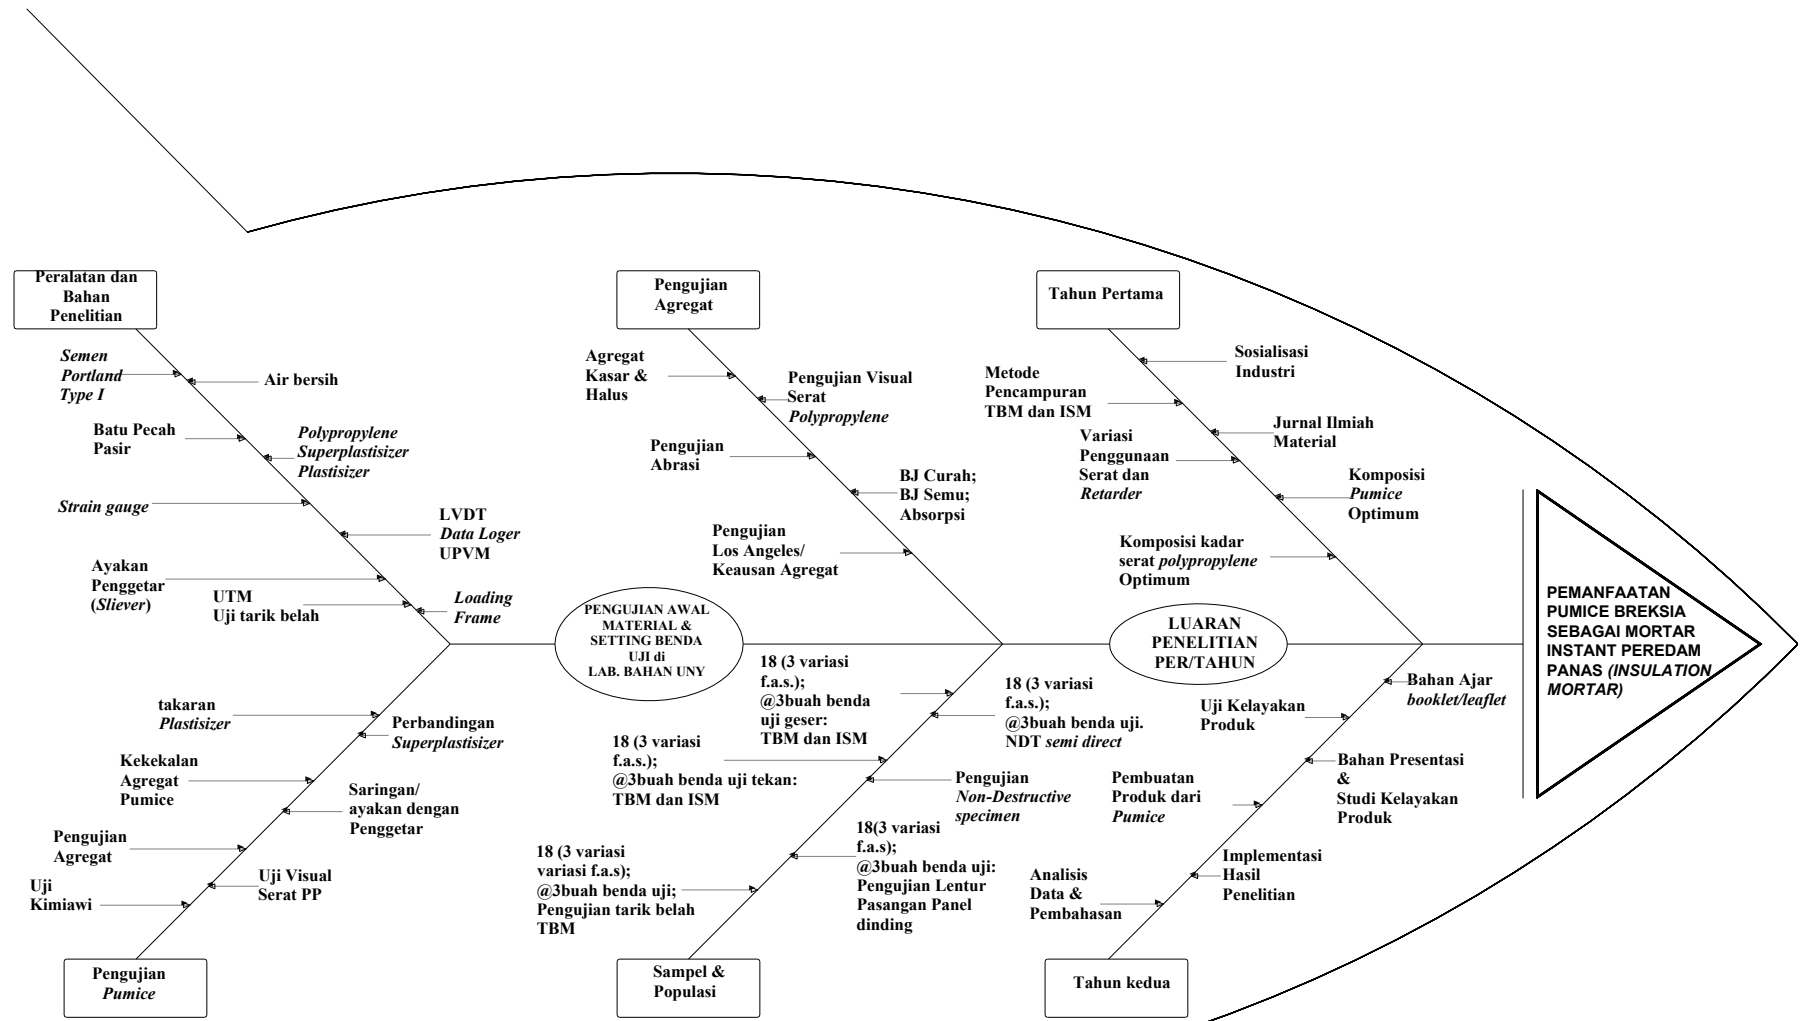 Peralatan dan
Bahan
Penelitian
Semen
Portland
Type I
Air bersih
Batu Pecah
Pasir
Polypropylene
Superplastisizer
Plastisizer
Strain gauge
LVDT
Data Loger
UPVM
Ayakan
Penggetar
(Sliever)
UTM
Uji tarik belah
Loading
Frame
Pengujian
Agregat
Agregat
Kasar &
Halus
Pengujian Visual
Serat
Polypropylene
Pengujian
Abrasi
BJ Curah;
BJ Semu;
Absorpsi
Pengujian
Los Angeles/
Keausan Agregat
Tahun Pertama
Sosialisasi
Industri
Metode
Pencampuran
TBM dan ISM
Jurnal Ilmiah
Material
Variasi
Penggunaan
Serat dan
Retarder
Komposisi
Pumice
Optimum
Komposisi kadar
serat polypropylene
Optimum
PENGUJIAN AWAL
MATERIAL &
SETTING BENDA
UJI di
LAB. BAHAN UNY
LUARAN
PENELITIAN
PER/TAHUN
PEMANFAATAN
PUMICE BREKSIA
SEBAGAI MORTAR
INSTANT PEREDAM
PANAS (INSULATION
MORTAR)
takaran
Plastisizer
Perbandingan
Superplastisizer
Kekekalan
Agregat
Pumice
Saringan/
ayakan dengan
Penggetar
Pengujian
Agregat
Uji Visual
Serat PP
Uji
Kimiawi
Pengujian
Pumice
18 (3 variasi
f.a.s.);
@3buah benda
uji geser:
TBM dan ISM
18 (3 variasi
f.a.s.);
@3buah benda uji.
NDT semi direct
18 (3 variasi
f.a.s.);
@3buah benda uji tekan:
TBM dan ISM
Pengujian
Non-Destructive
specimen
18(3 variasi
f.a.s);
@3buah benda uji:
Pengujian Lentur
Pasangan Panel
dinding
18 (3 variasi
variasi f.a.s);
@3buah benda uji;
Pengujian tarik belah
TBM
Sampel &
Populasi
Bahan Ajar
booklet/leaflet
Uji Kelayakan
Produk
Bahan Presentasi
&
Studi Kelayakan
Produk
Pembuatan
Produk dari
Pumice
Implementasi
Hasil
Penelitian
Analisis
Data &
Pembahasan
Tahun kedua